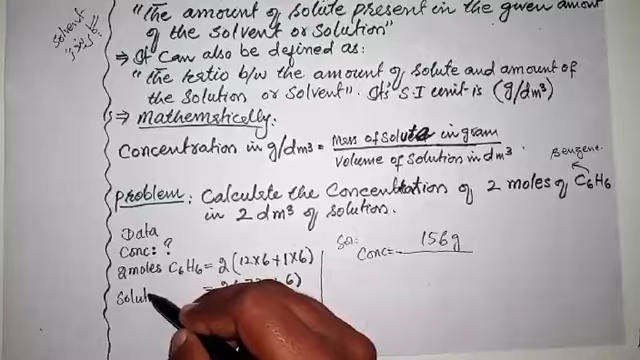 "The amount of solute present in the given amount
of the solvent or solution"
⇒ It can also be defined as:
"The ratio b/w the amount of solute and amount of
the solution or solvent". It's S.I unit is (g/dm³)
⇒ Mathematically:
Concentration in g/dm³ = Mass of solute in gram
Volume of solution in dm³.
Benzene
Problem: Calculate the Concentration of 2 moles of C6H6
in 2 dm³ of solution.
Data
Conc: ?
2moles C6H6 = 2(12×6+1×6)
Solut
Sol:
Conc = 156g
solvent